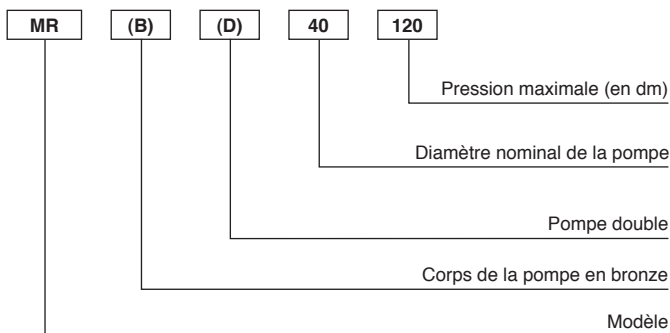 MR (B) (D) 40 120
Pression maximale (en dm)
Diamètre nominal de la pompe
Pompe double
Corps de la pompe en bronze
Modèle